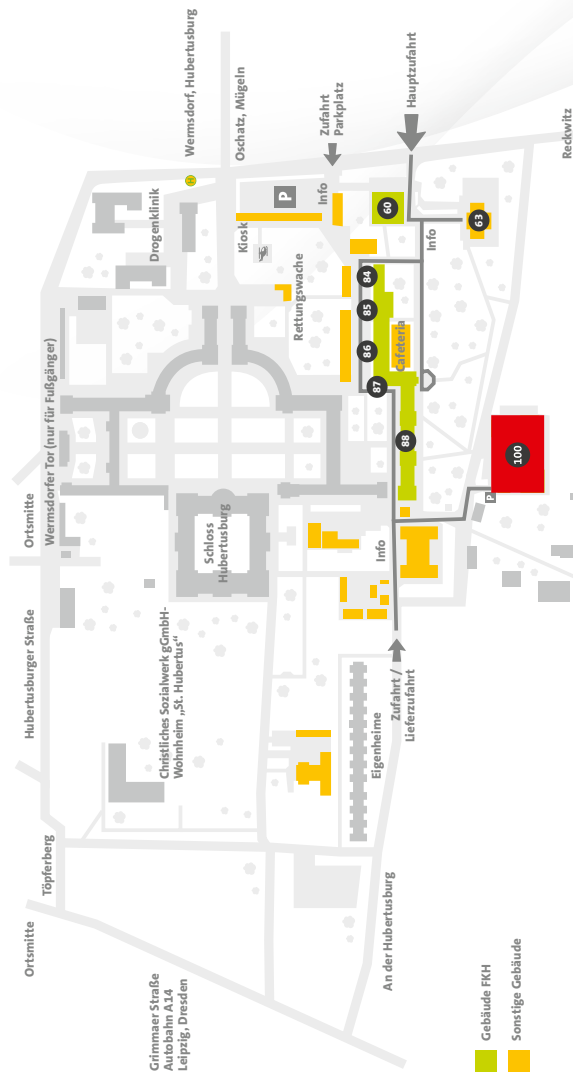 Ortsmitte
Töpferberg
Hubertusburger Straße
Ortsmitte
Wermsdorfer Tor (nur für Fußgänger)
Grimmaer Straße
Autobahn A14
Leipzig, Dresden
Christliches Sozialwerk gGmbH-
Wohnheim „St. Hubertus“
Schloss
Hubertusburg
Drogenklinik
H
Wermsdorf, Hubertusburg
Oschatz, Mügeln
Kiosk
P
Rettungswache
Info
Zufahrt
Parkplatz
Hauptzufahrt
60
63
Info
84
85
86
87
88
Cafeteria
Info
Eigenheime
Zufahrt /
Lieferzufahrt
An der Hubertusburg
P
100
Reckwitz
Gebäude FKH
Sonstige Gebäude